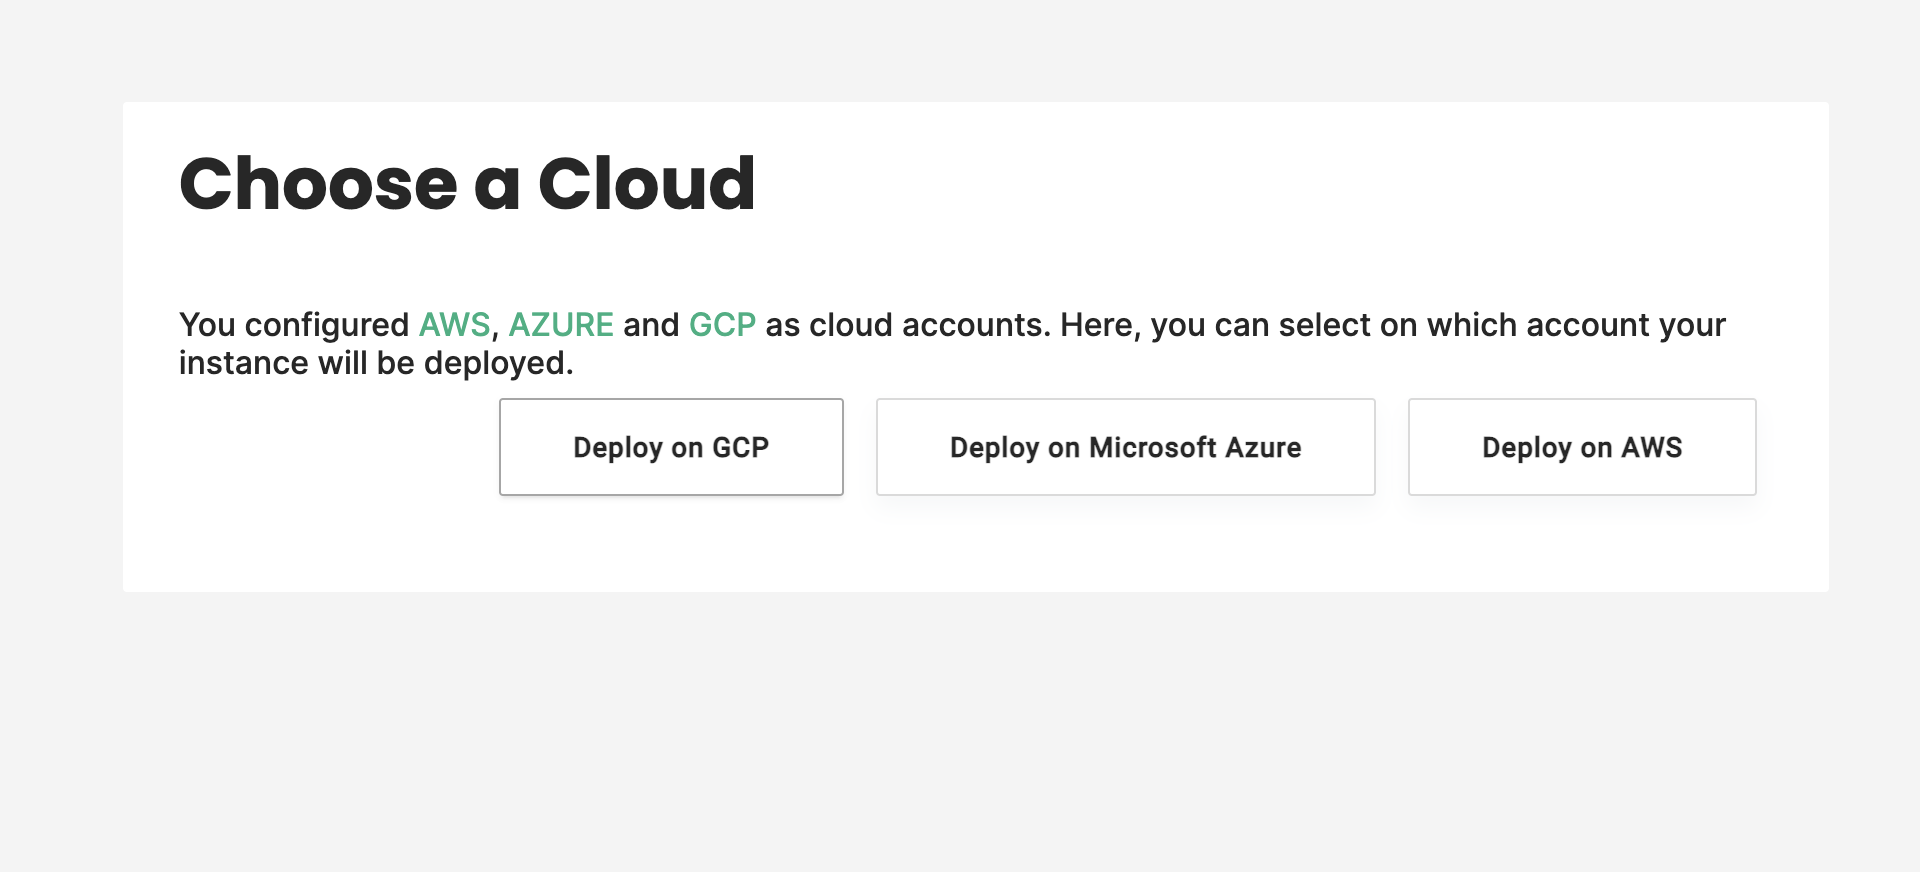 Choose a Cloud
You configured AWS, AZURE and GCP as cloud accounts. Here, you can select on which account your
instance will be deployed.
Deploy on GCP
Deploy on Microsoft Azure
Deploy on AWS